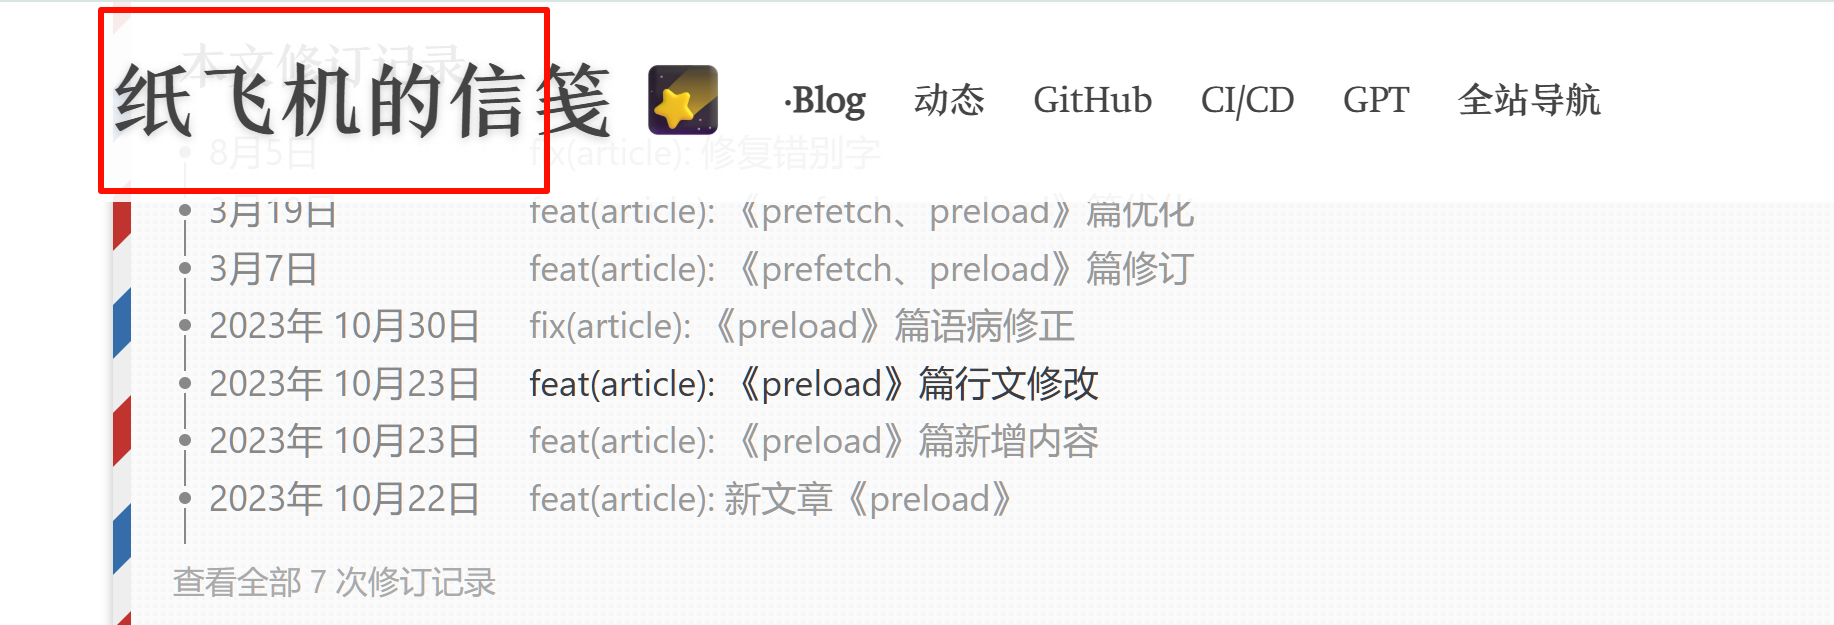 本文修订记录
纸飞机的信笺 ·Blog 动态 GitHub CI/CD GPT 全站导航
8月5日 fix(article): 修复错别字
3月19日 feat(article): 《prefetch、preload》篇优化
3月7日 feat(article): 《prefetch、preload》篇修订
2023年 10月30日 fix(article): 《preload》篇语病修正
2023年 10月23日 feat(article): 《preload》篇行文修改
2023年 10月23日 feat(article): 《preload》篇新增内容
2023年 10月22日 feat(article): 新文章《preload》
查看全部 7 次修订记录